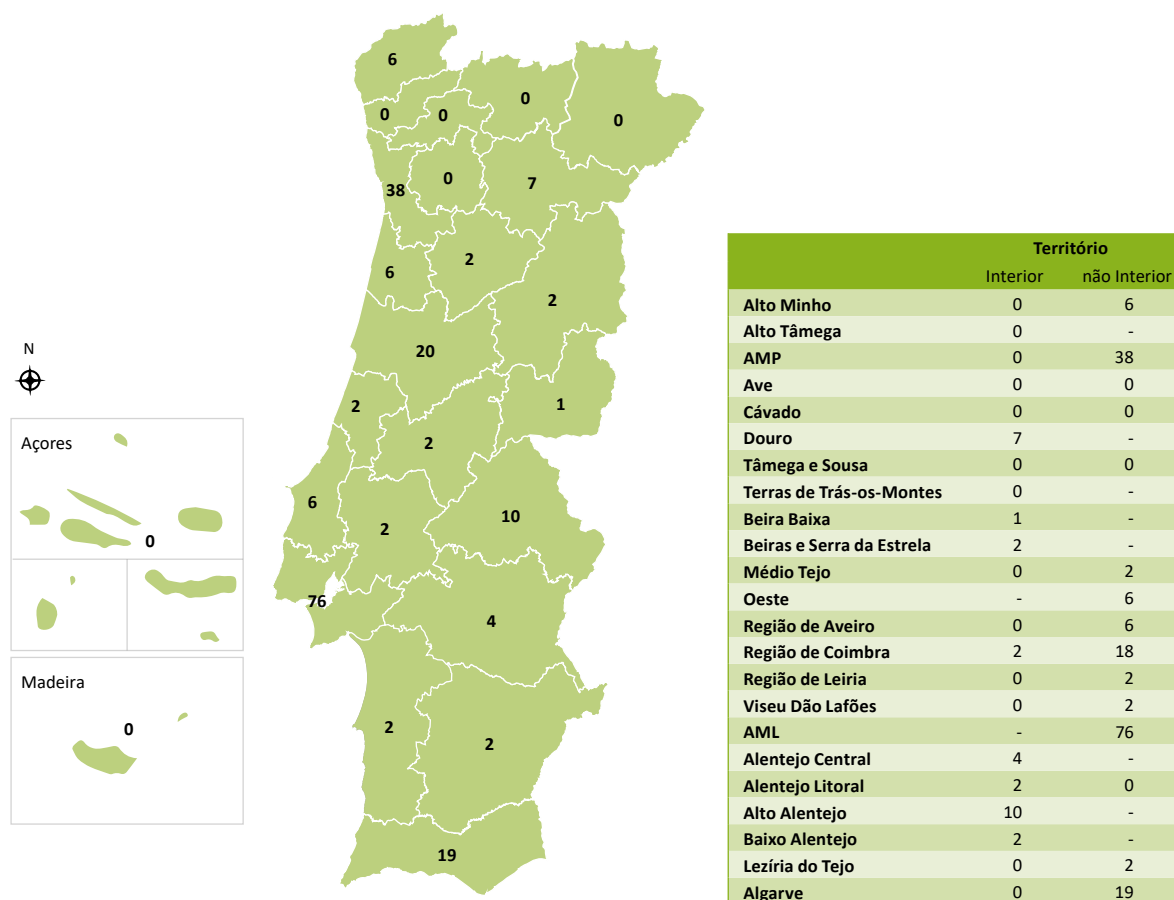 6
0
0
0
0
38
0
7
6
2
2
20
2
2
1
6
2
10
76
4
2
2
19
N
Açores
0
Madeira
0
Território
Interior não Interior
Alto Minho 0 6
Alto Tâmega 0 -
AMP 0 38
Ave 0 0
Cávado 0 0
Douro 7 -
Tâmega e Sousa 0 0
Terras de Trás-os-Montes 0 -
Beira Baixa 1 -
Beiras e Serra da Estrela 2 -
Médio Tejo 0 2
Oeste - 6
Região de Aveiro 0 6
Região de Coimbra 2 18
Região de Leiria 0 2
Viseu Dão Lafões 0 2
AML - 76
Alentejo Central 4 -
Alentejo Litoral 2 0
Alto Alentejo 10 -
Baixo Alentejo 2 -
Lezíria do Tejo 0 2
Algarve 0 19